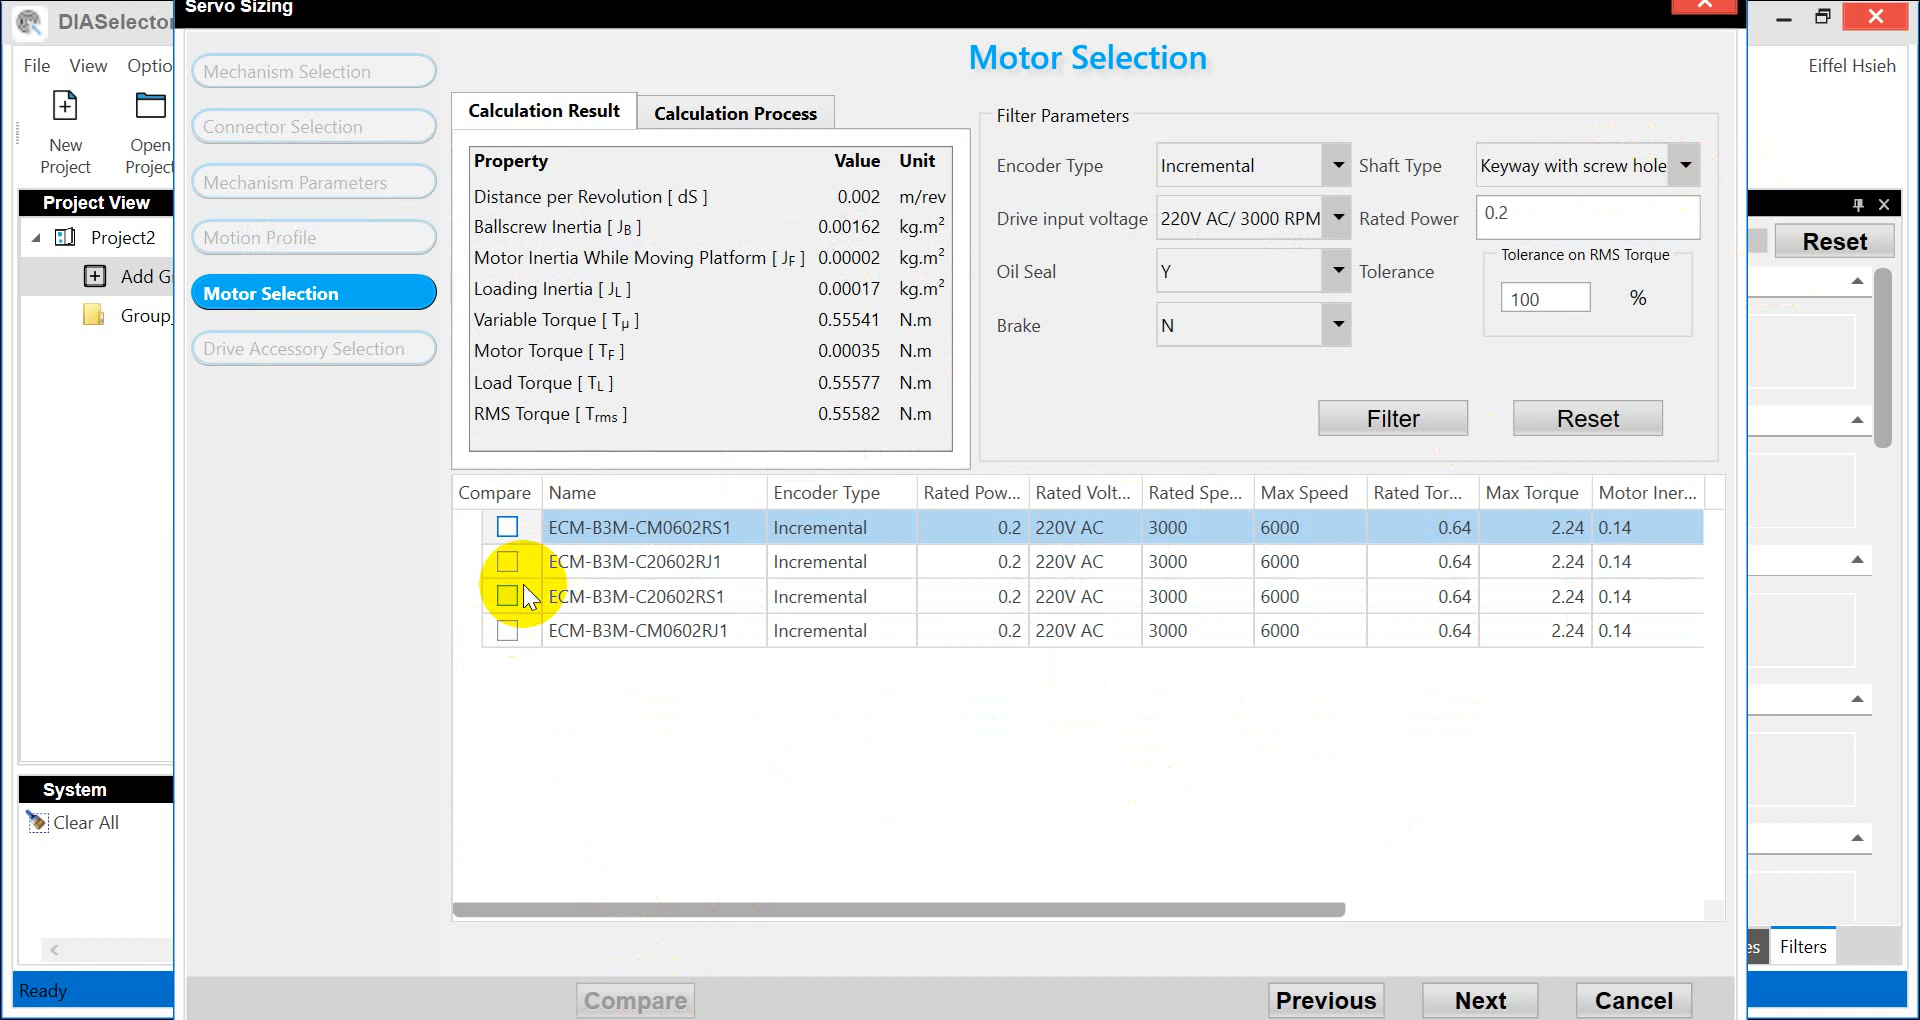 Servo Sizing
DIASelector
Eiffel Hsieh
File View Optio
New Project
Open Project
Project View
Project2
Add G
Group_
System
Clear All
Ready
Mechanism Selection
Connector Selection
Mechanism Parameters
Motion Profile
Motor Selection
Drive Accessory Selection
Motor Selection
Calculation Result Calculation Process
Property Value Unit
Distance per Revolution [ dS ] 0.002 m/rev
Ballscrew Inertia [ JB ] 0.00162 kg.m²
Motor Inertia While Moving Platform [ JF ] 0.00002 kg.m²
Loading Inertia [ JL ] 0.00017 kg.m²
Variable Torque [ Tμ ] 0.55541 N.m
Motor Torque [ TF ] 0.00035 N.m
Load Torque [ TL ] 0.55577 N.m
RMS Torque [ Trms ] 0.55582 N.m
Filter Parameters
Encoder Type Incremental Shaft Type Keyway with screw hole
Drive input voltage 220V AC/ 3000 RPM Rated Power 0.2
Oil Seal Y Tolerance
Tolerance on RMS Torque
100 %
Brake N
Filter Reset
Compare Name Encoder Type Rated Pow... Rated Volt... Rated Spe... Max Speed Rated Tor... Max Torque Motor Iner...
ECM-B3M-CM0602RS1 Incremental 0.2 220V AC 3000 6000 0.64 2.24 0.14
ECM-B3M-C20602RJ1 Incremental 0.2 220V AC 3000 6000 0.64 2.24 0.14
ECM-B3M-C20602RS1 Incremental 0.2 220V AC 3000 6000 0.64 2.24 0.14
ECM-B3M-CM0602RJ1 Incremental 0.2 220V AC 3000 6000 0.64 2.24 0.14
Compare Previous Next Cancel
Reset
es Filters